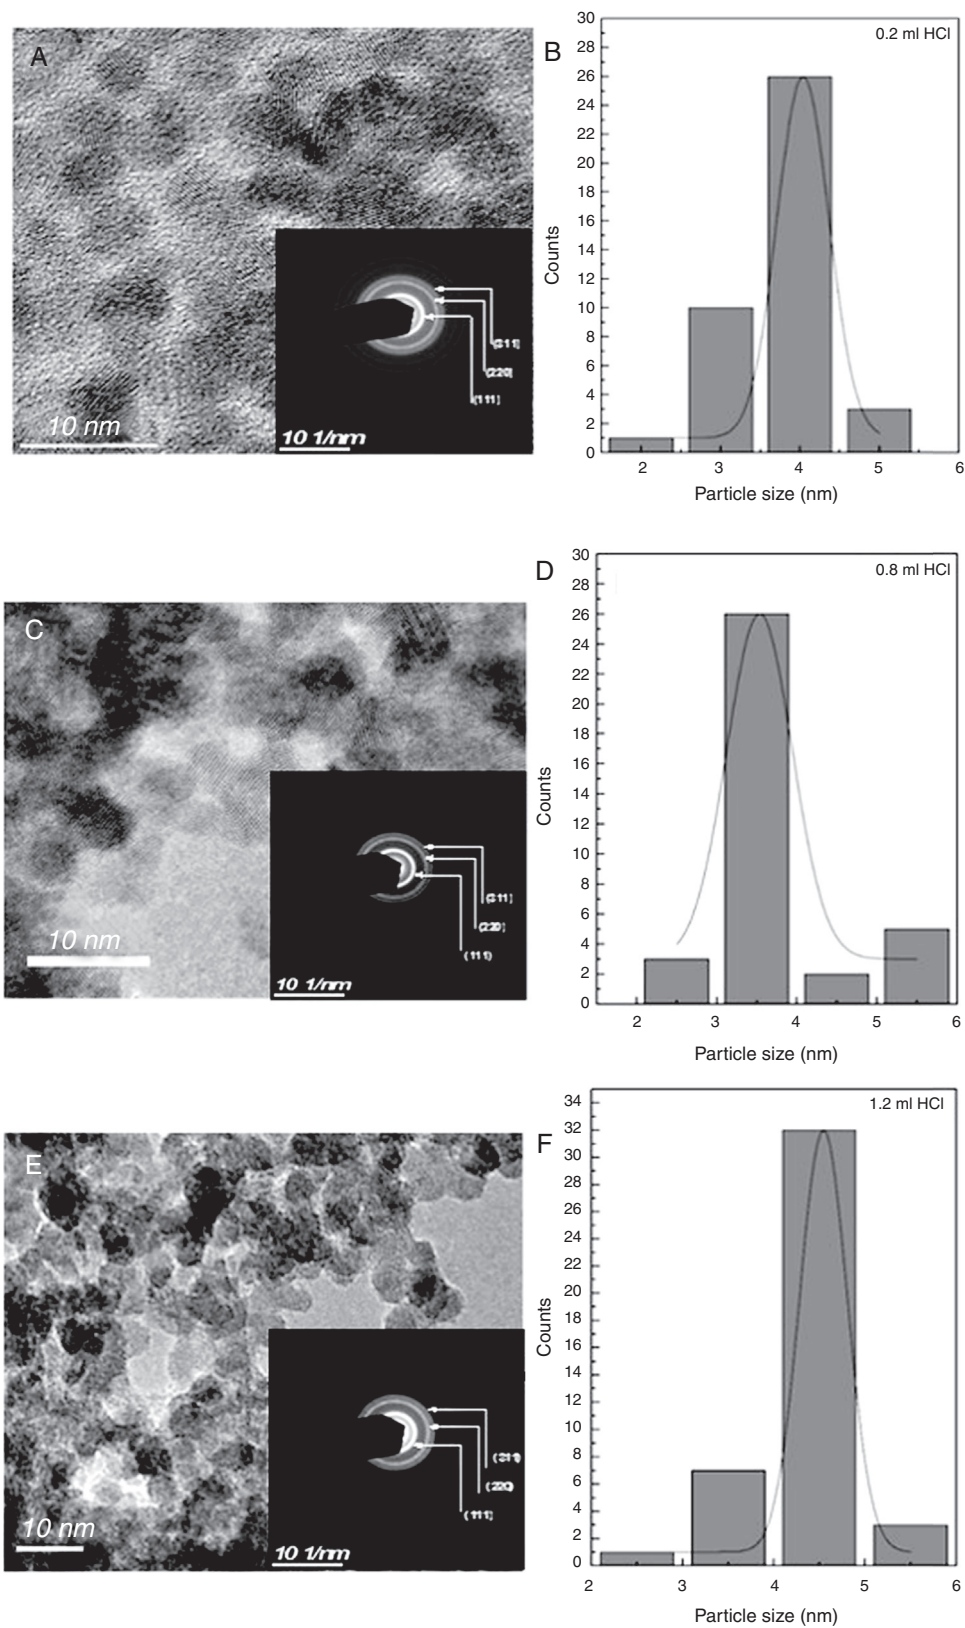 A
10 nm
(311)
(220)
(111)
10 1/nm
B
0.2 ml HCl
30
28
26
24
22
20
18
16
14
12
10
8
6
4
2
0
Counts
2 3 4 5 6
Particle size (nm)
C
10 nm
(311)
(220)
(111)
10 1/nm
D
0.8 ml HCl
30
28
26
24
22
20
18
16
14
12
10
8
6
4
2
0
Counts
2 3 4 5 6
Particle size (nm)
E
10 nm
(311)
(220)
(111)
10 1/nm
F
1.2 ml HCl
34
32
30
28
26
24
22
20
18
16
14
12
10
8
6
4
2
0
Counts
2 3 4 5 6
Particle size (nm)